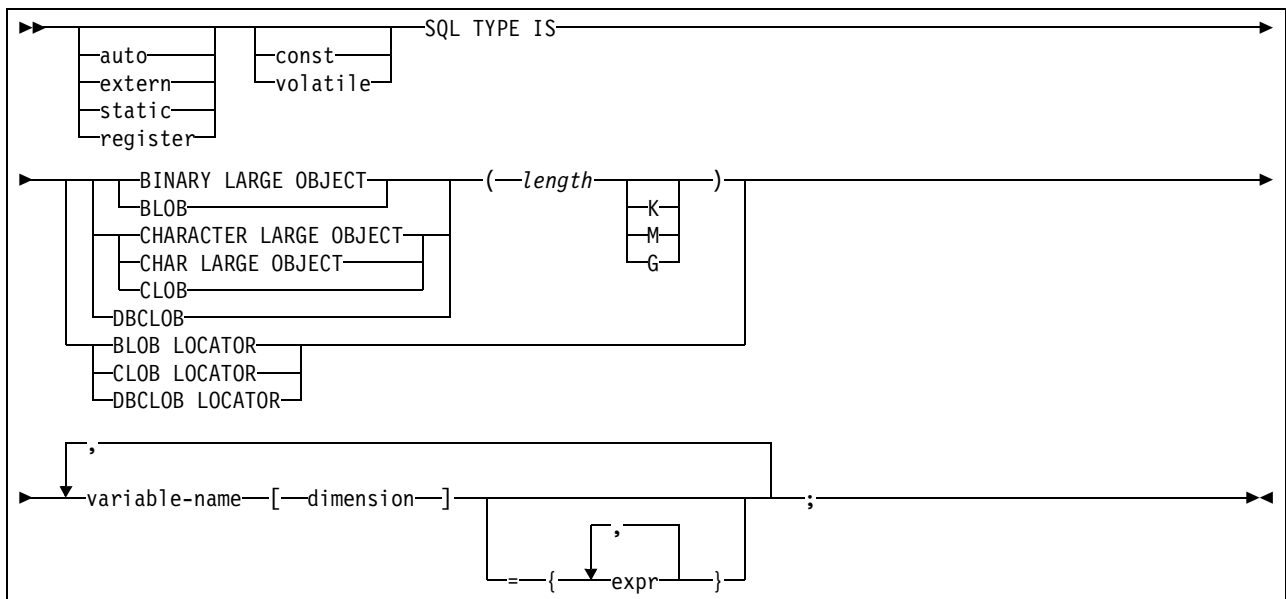 SQL TYPE IS
auto const
extern volatile
static
register
BINARY LARGE OBJECT ( length )
BLOB K
CHARACTER LARGE OBJECT M
CHAR LARGE OBJECT G
CLOB
DBCLOB
BLOB LOCATOR
CLOB LOCATOR
DBCLOB LOCATOR
,
variable-name [ dimension ] ;
,
= { expr }